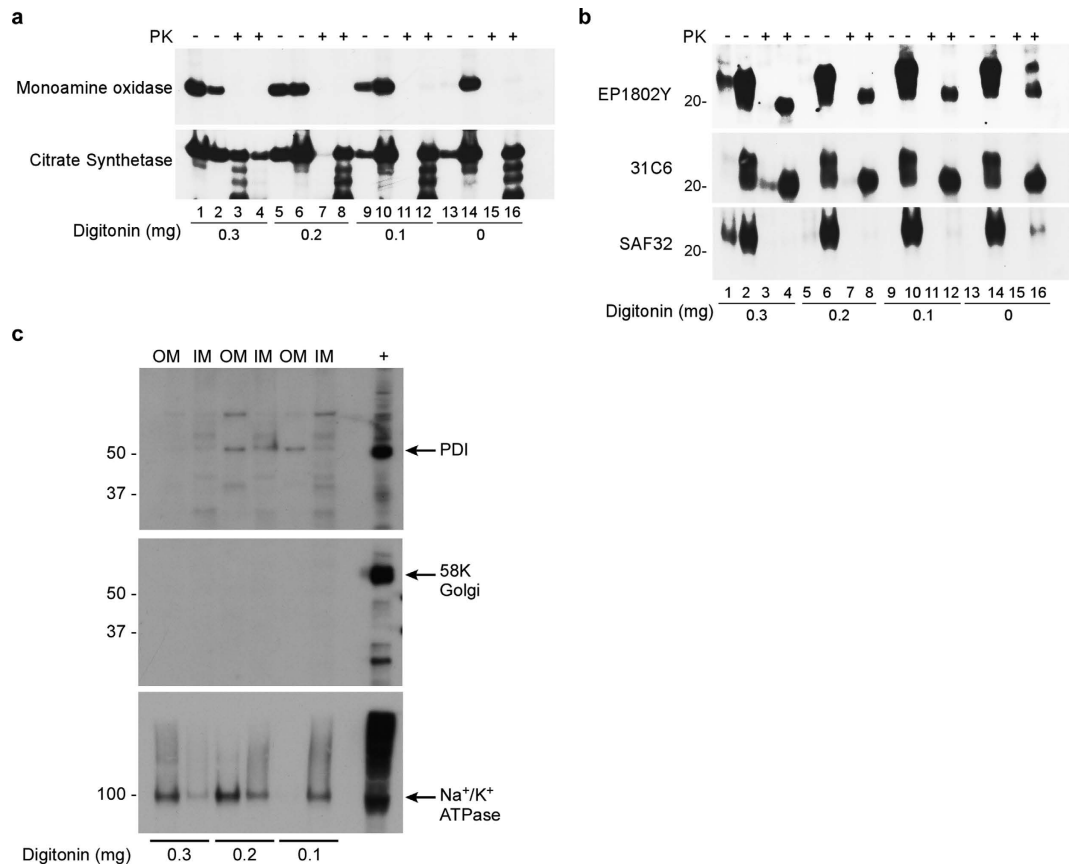 a
PK - - + + - - + + - - + + - - + +
Monoamine oxidase
Citrate Synthetase
1 2 3 4 5 6 7 8 9 10 11 12 13 14 15 16
Digitonin (mg) 0.3 0.2 0.1 0
b
PK - - + + - - + + - - + + - - + +
EP1802Y
20-
31C6
20-
SAF32
20-
1 2 3 4 5 6 7 8 9 10 11 12 13 14 15 16
Digitonin (mg) 0.3 0.2 0.1 0
c
OM IM OM IM OM IM +
50 -
PDI
37 -
58K
Golgi
50 -
37 -
100 -
Na⁺/K⁺
ATPase
Digitonin (mg) 0.3 0.2 0.1